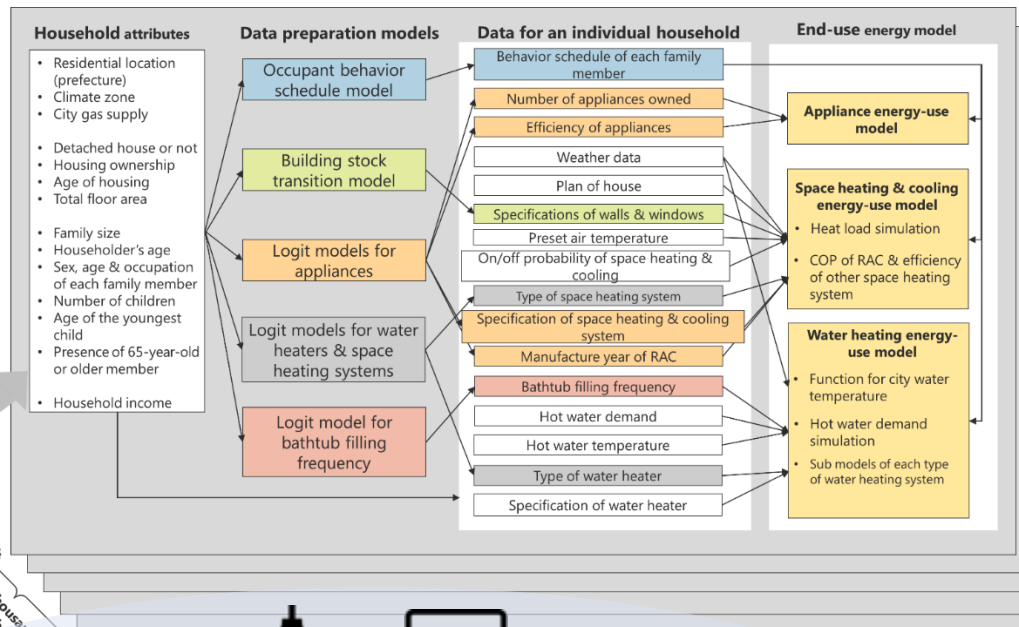 Household attributes
• Residential location
(prefecture)
• Climate zone
• City gas supply
• Detached house or not
• Housing ownership
• Age of housing
• Total floor area
• Family size
• Householder's age
• Sex, age & occupation
of each family member
• Number of children
• Age of the youngest
child
• Presence of 65-year-old
or older member
• Household income
Data preparation models
Occupant behavior
schedule model
Building stock
transition model
Logit models for
appliances
Logit models for water
heaters & space
heating systems
Logit model for
bathtub filling
frequency
Data for an individual household
Behavior schedule of each family
member
Number of appliances owned
Efficiency of appliances
Weather data
Plan of house
Specifications of walls & windows
Preset air temperature
On/off probability of space heating &
cooling
Type of space heating system
Specification of space heating & cooling
system
Manufacture year of RAC
Bathtub filling frequency
Hot water demand
Hot water temperature
Type of water heater
Specification of water heater
End-use energy model
Appliance energy-use
model
Space heating & cooling
energy-use model
• Heat load simulation
• COP of RAC & efficiency
of other space heating
system
Water heating energy-
use model
• Function for city water
temperature
• Hot water demand
simulation
• Sub models of each type
of water heating system